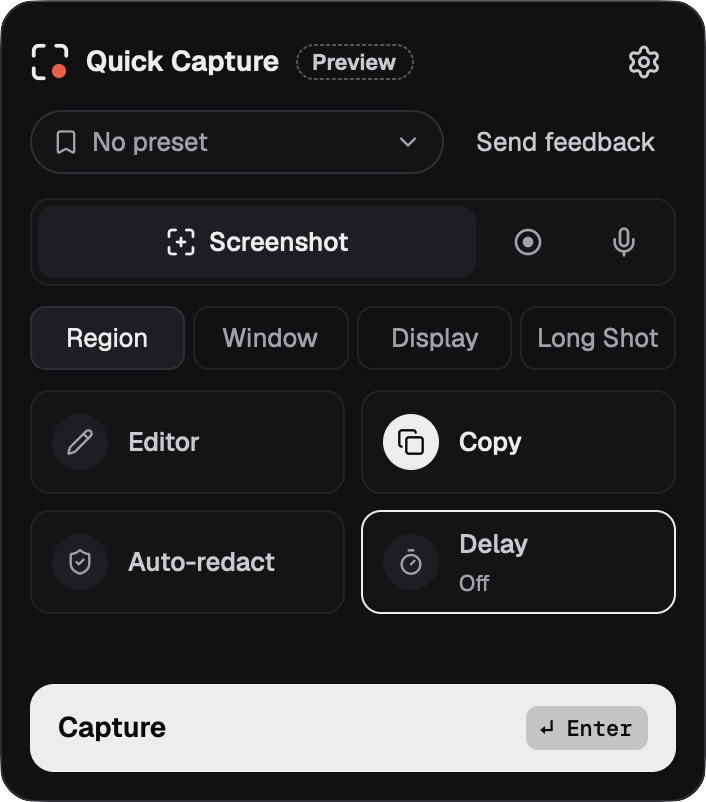 Quick Capture Preview
No preset Send feedback
Screenshot
Region Window Display Long Shot
Editor Copy
Auto-redact Delay
Off
Capture ↵ Enter